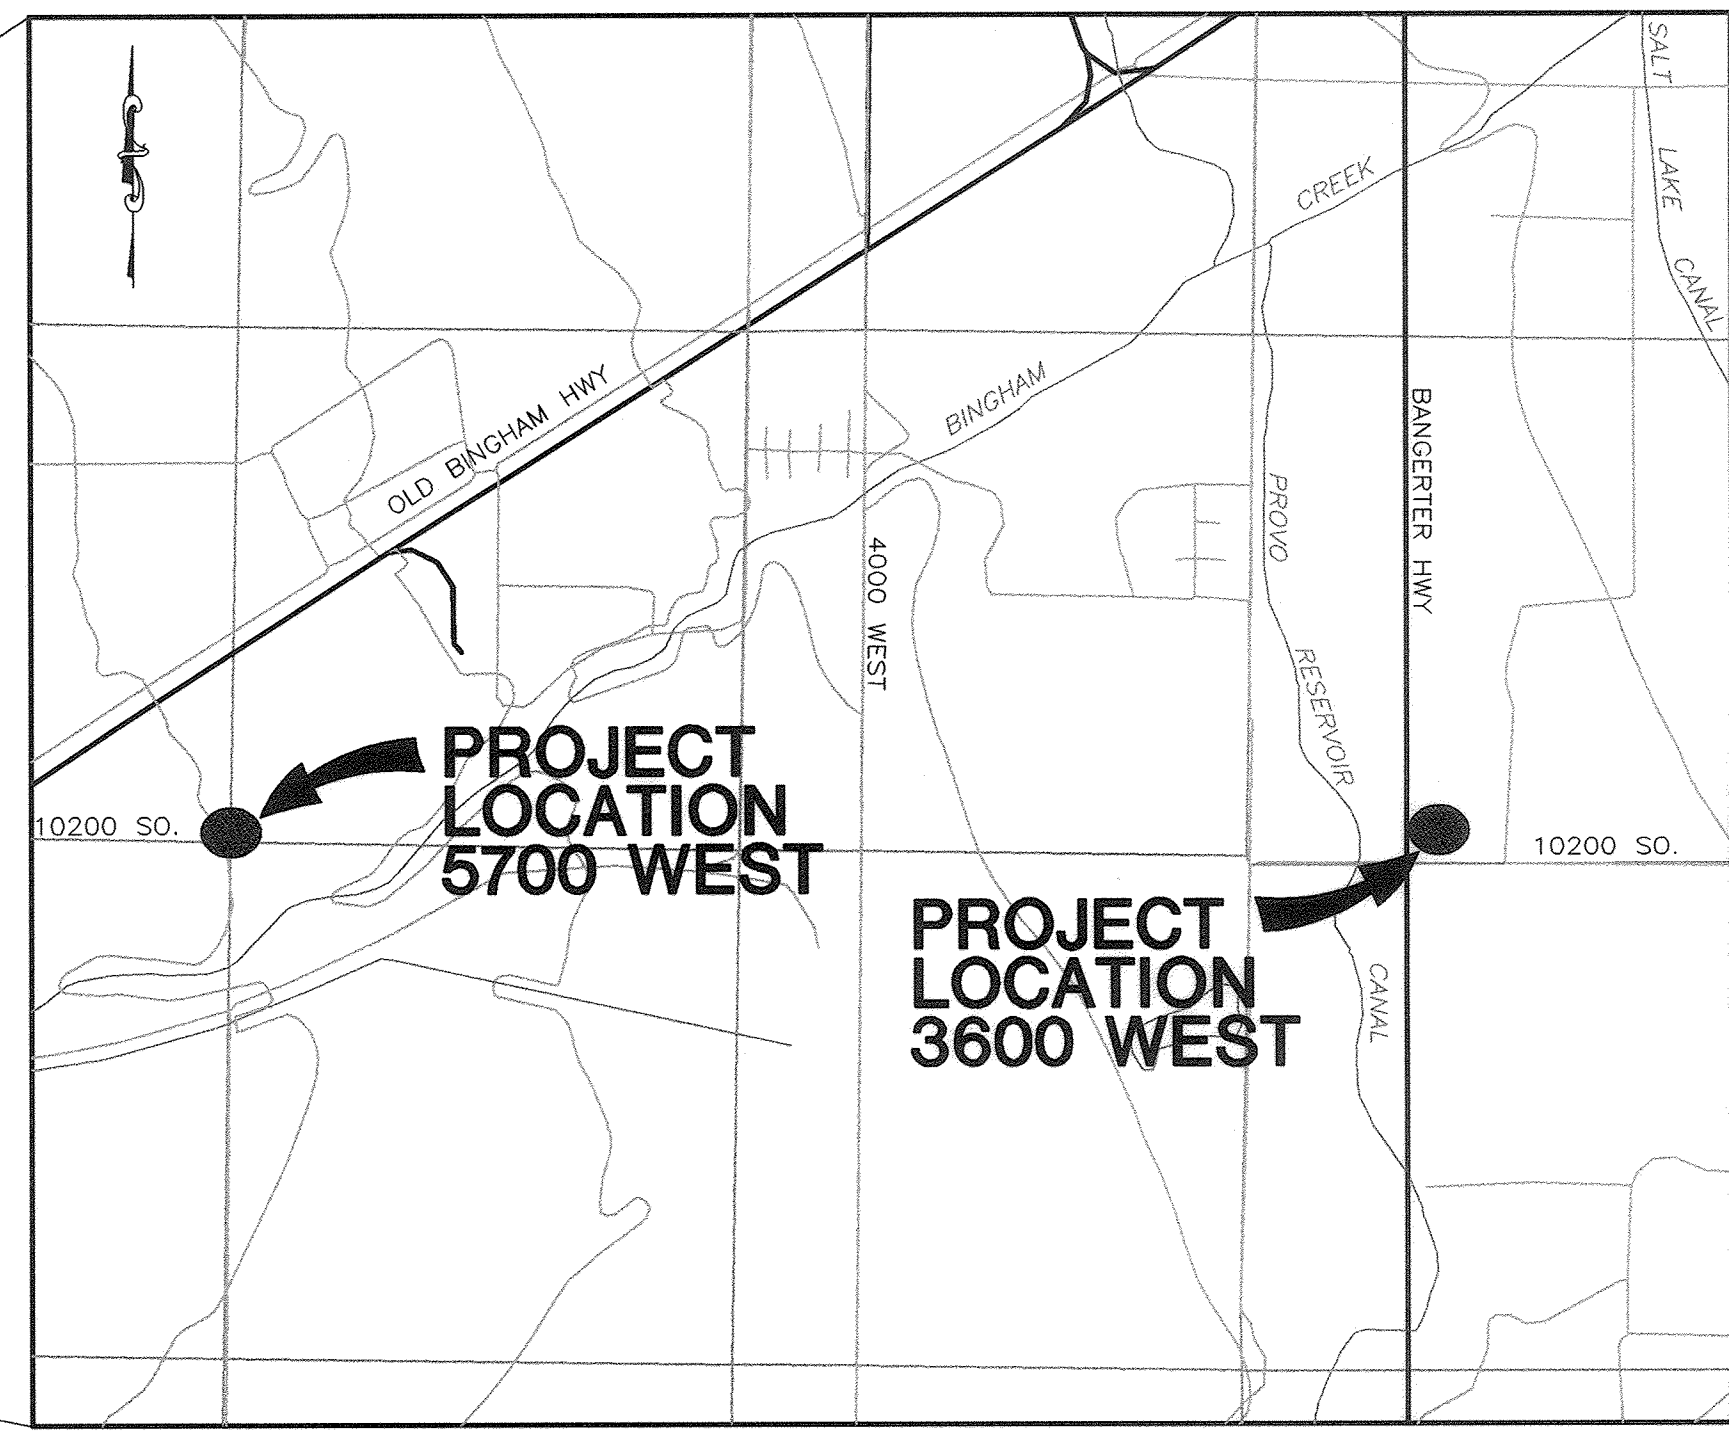 SALT
LAKE
CANAL
CREEK
BINGHAM
OLD BINGHAM HWY
BANGERTER HWY
4000 WEST
PROVO
RESERVOIR
CANAL
PROJECT
LOCATION
5700 WEST
10200 SO.
10200 SO.
PROJECT
LOCATION
3600 WEST